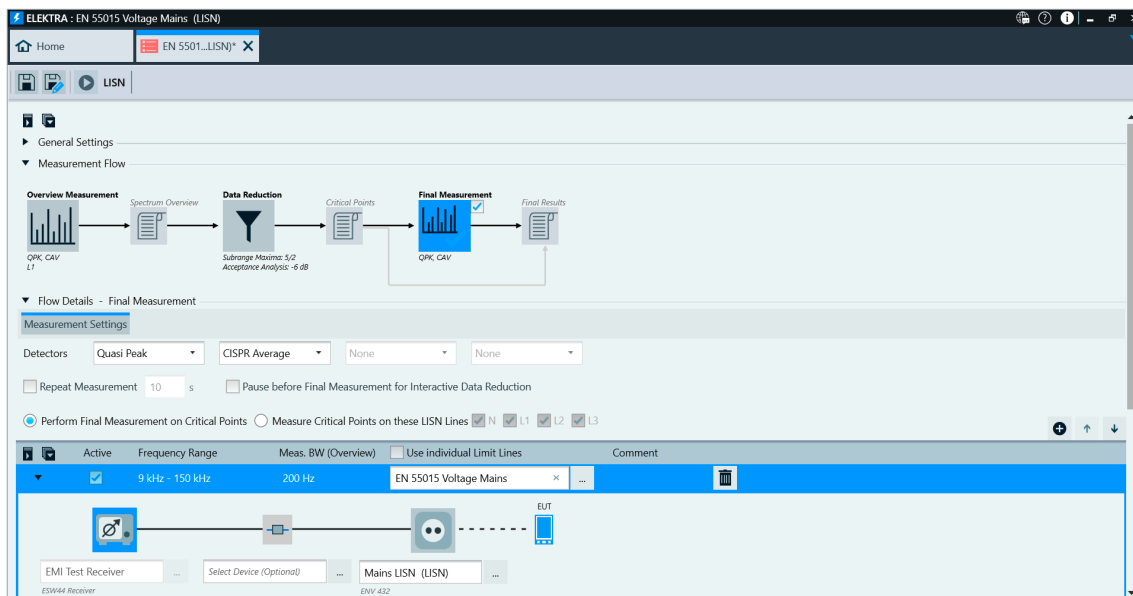 ELEKTRA : EN 55015 Voltage Mains (LISN)
Home
EN 5501...LISN)*
LISN
General Settings
Measurement Flow
Overview Measurement
Spectrum Overview
Data Reduction
Critical Points
Final Measurement
Final Results
QPK, CAV
L1
Subrange Maxima: 5/2
Acceptance Analysis: -6 dB
QPK, CAV
Flow Details - Final Measurement
Measurement Settings
Detectors Quasi Peak CISPR Average None None
Repeat Measurement 10 s Pause before Final Measurement for Interactive Data Reduction
Perform Final Measurement on Critical Points Measure Critical Points on these LISN Lines N L1 L2 L3
Active Frequency Range Meas. BW (Overview) Use individual Limit Lines Comment
9 kHz - 150 kHz 200 Hz EN 55015 Voltage Mains ...
EUT
EMI Test Receiver ... Select Device (Optional) ... Mains LISN (LISN) ...
ESW44 Receiver ENV 432